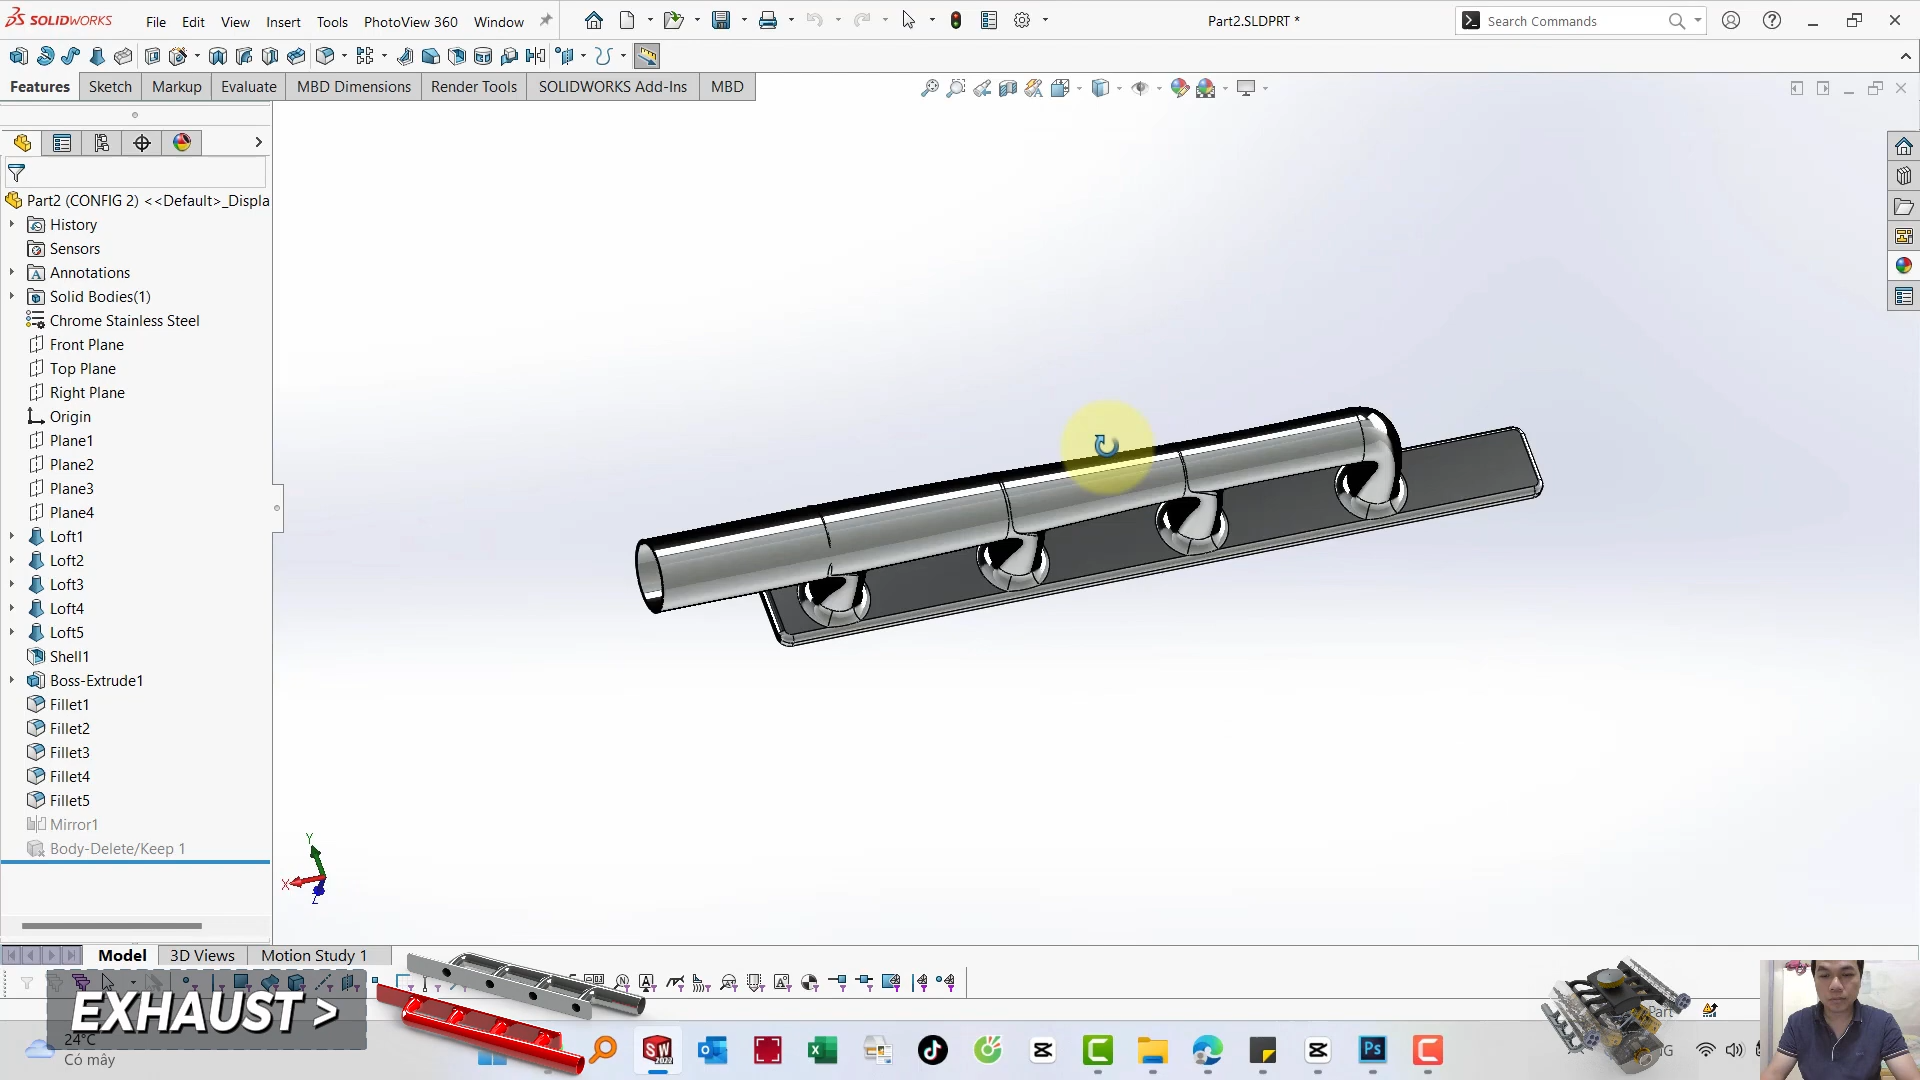 SOLIDWORKS File Edit View Insert Tools PhotoView 360 Window Part2.SLDPRT * Search Commands
Features Sketch Markup Evaluate MBD Dimensions Render Tools SOLIDWORKS Add-Ins MBD
Part2 (CONFIG 2) <<Default>_Displa
History
Sensors
Annotations
Solid Bodies(1)
Chrome Stainless Steel
Front Plane
Top Plane
Right Plane
Origin
Plane1
Plane2
Plane3
Plane4
Loft1
Loft2
Loft3
Loft4
Loft5
Shell1
Boss-Extrude1
Fillet1
Fillet2
Fillet3
Fillet4
Fillet5
Mirror1
Body-Delete/Keep 1
Y
X
Z
Model 3D Views Motion Study 1
EXHAUST >
24°C
Có mây
SW
2022
Ps
Part